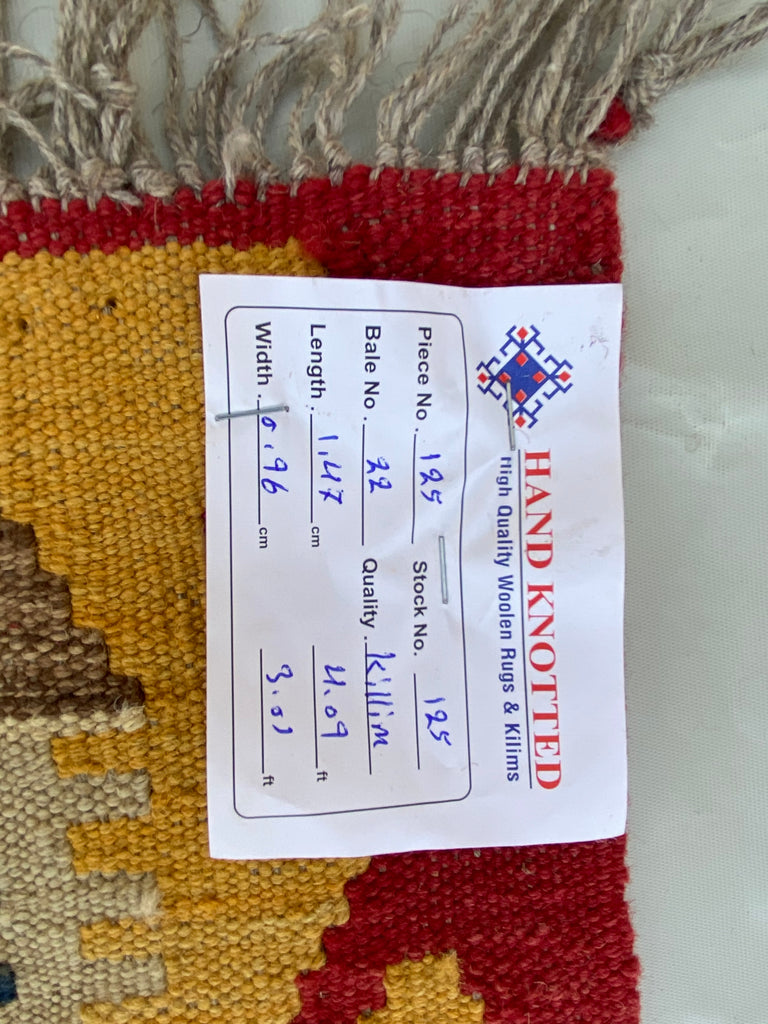 HAND KNOTTED
High Quality Woolen Rugs & Kilims
Piece No. 125 Stock No. 125
Bale No. 22 Quality. Killim
Length. 1.47 cm 4.09 ft
Width. 0.96 cm 3.01 ft